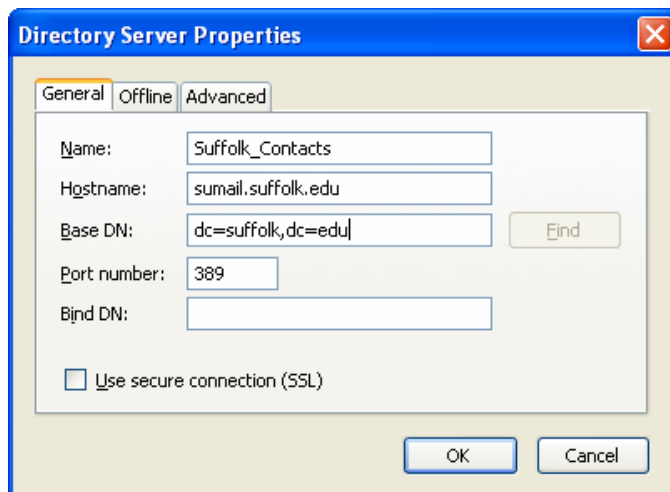 Directory Server Properties
General Offline Advanced
Name: Suffolk_Contacts
Hostname: sumail.suffolk.edu
Base DN: dc=suffolk,dc=edu Find
Port number: 389
Bind DN:
Use secure connection (SSL)
OK Cancel